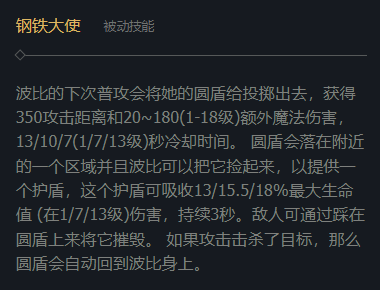 钢铁大使 被动技能
波比的下次普攻会将她的圆盾给投掷出去，获得
350攻击距离和20~180(1-18级)额外魔法伤害，
13/10/7(1/7/13级)秒冷却时间。 圆盾会落在附近
的一个区域并且波比可以把它捡起来，以提供一
个护盾，这个护盾可吸收13/15.5/18%最大生命
值 (在1/7/13级)伤害，持续3秒。敌人可通过踩在
圆盾上来将它摧毁。 如果攻击击杀了目标，那么
圆盾会自动回到波比身上。